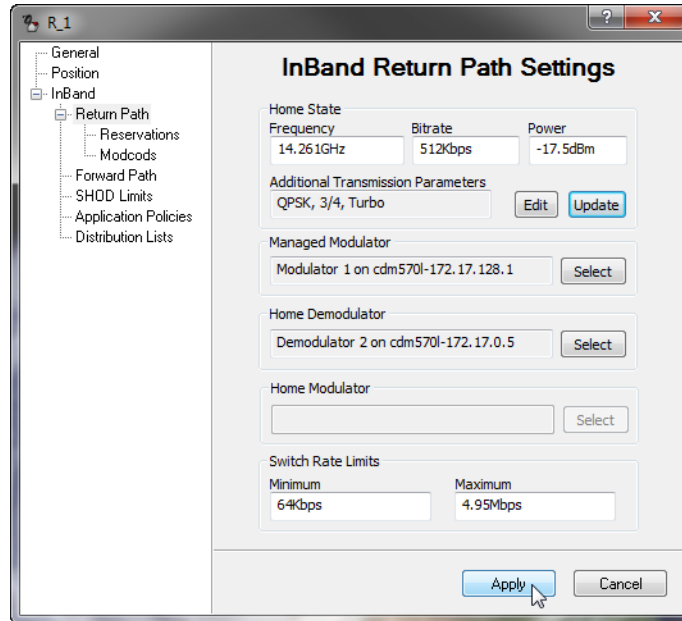 R_1
General
Position
InBand
Return Path
Reservations
Modcods
Forward Path
SHOD Limits
Application Policies
Distribution Lists
InBand Return Path Settings
Home State
Frequency Bitrate Power
14.261GHz 512Kbps -17.5dBm
Additional Transmission Parameters
QPSK, 3/4, Turbo Edit Update
Managed Modulator
Modulator 1 on cdm570l-172.17.128.1 Select
Home Demodulator
Demodulator 2 on cdm570l-172.17.0.5 Select
Home Modulator
Select
Switch Rate Limits
Minimum Maximum
64Kbps 4.95Mbps
Apply Cancel